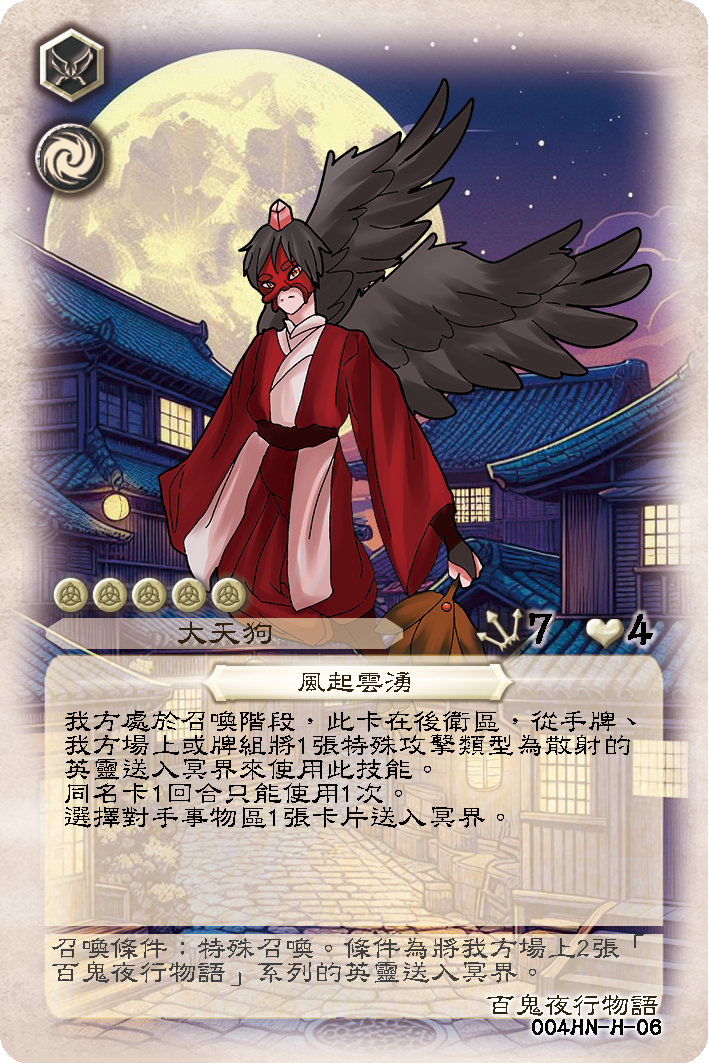 大天狗
7
4
風起雲湧
我方處於召喚階段，此卡在後衛區，從手牌、
我方場上或牌組將1張特殊攻擊類型為散射的
英靈送入冥界來使用此技能。
同名卡1回合只能使用1次。
選擇對手事物區1張卡片送入冥界。
召喚條件：特殊召喚。條件為將我方場上2張「
百鬼夜行物語」系列的英靈送入冥界。
百鬼夜行物語
004HN-H-06